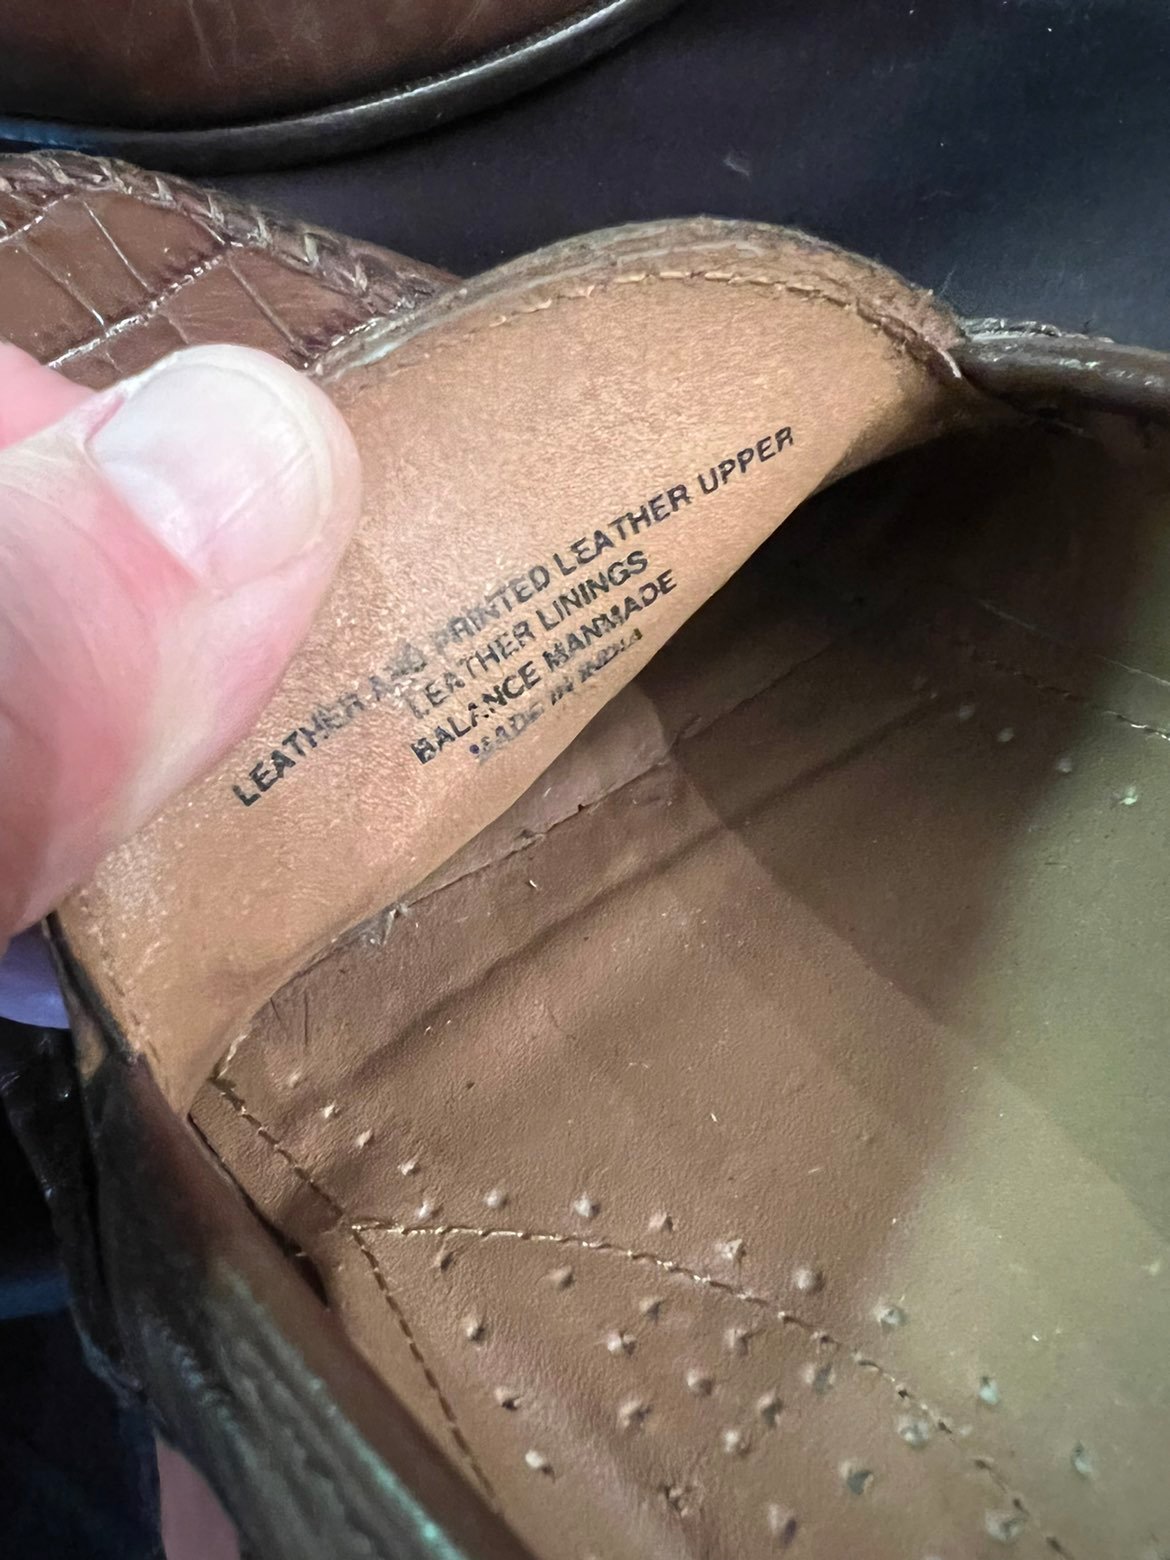 LEATHER AND PRINTED LEATHER UPPER
LEATHER LININGS
BALANCE MANMADE
MADE IN INDIA